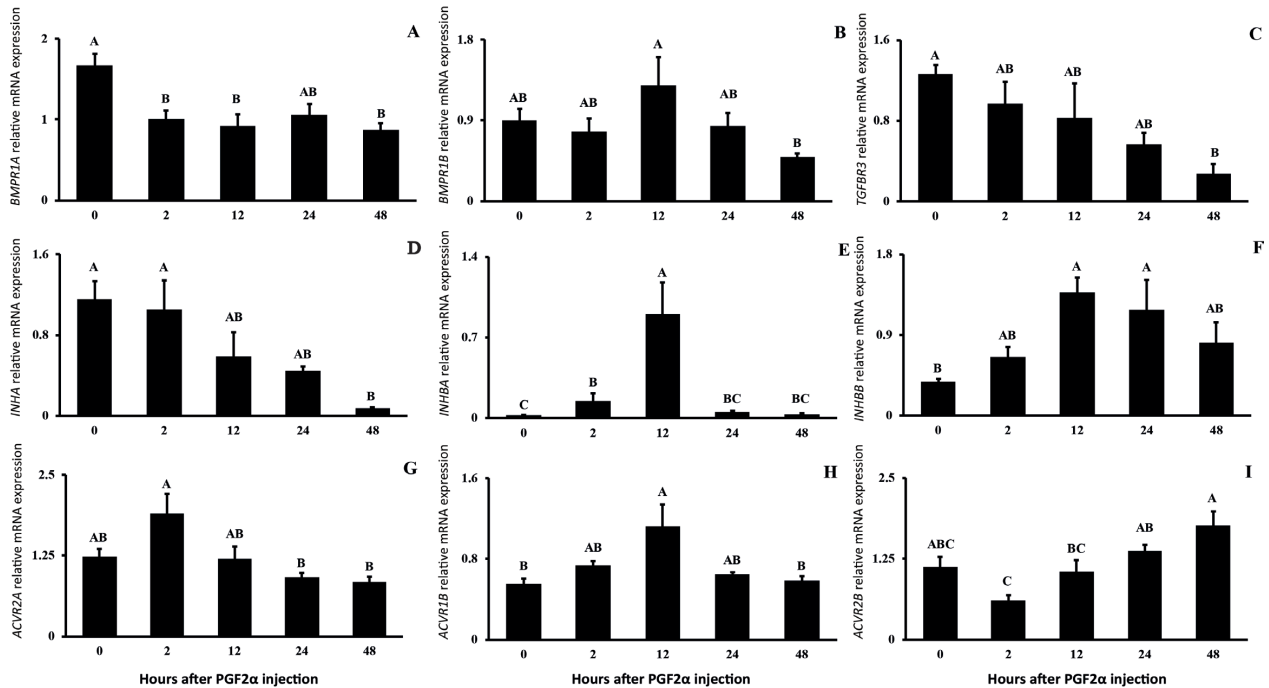 A
BMPR1A relative mRNA expression
2
1
0
A
B
B
AB
B
0
2
12
24
48
B
BMPR1B relative mRNA expression
1.8
0.9
0
AB
AB
A
AB
B
0
2
12
24
48
C
TGFBR3 relative mRNA expression
1.6
0.8
0
A
AB
AB
AB
B
0
2
12
24
48
D
INHA relative mRNA expression
1.6
0.8
0
A
A
AB
AB
B
0
2
12
24
48
E
INHBA relative mRNA expression
1.4
0.7
0
C
B
A
BC
BC
0
2
12
24
48
F
INHBB relative mRNA expression
1.8
0.9
0
B
AB
A
A
AB
0
2
12
24
48
G
ACVR2A relative mRNA expression
2.5
1.25
0
AB
A
AB
B
B
0
2
12
24
48
Hours after PGF2α injection
H
ACVR1B relative mRNA expression
1.6
0.8
0
B
AB
A
AB
B
0
2
12
24
48
Hours after PGF2α injection
I
ACVR2B relative mRNA expression
2.5
1.25
0
ABC
C
BC
AB
A
0
2
12
24
48
Hours after PGF2α injection